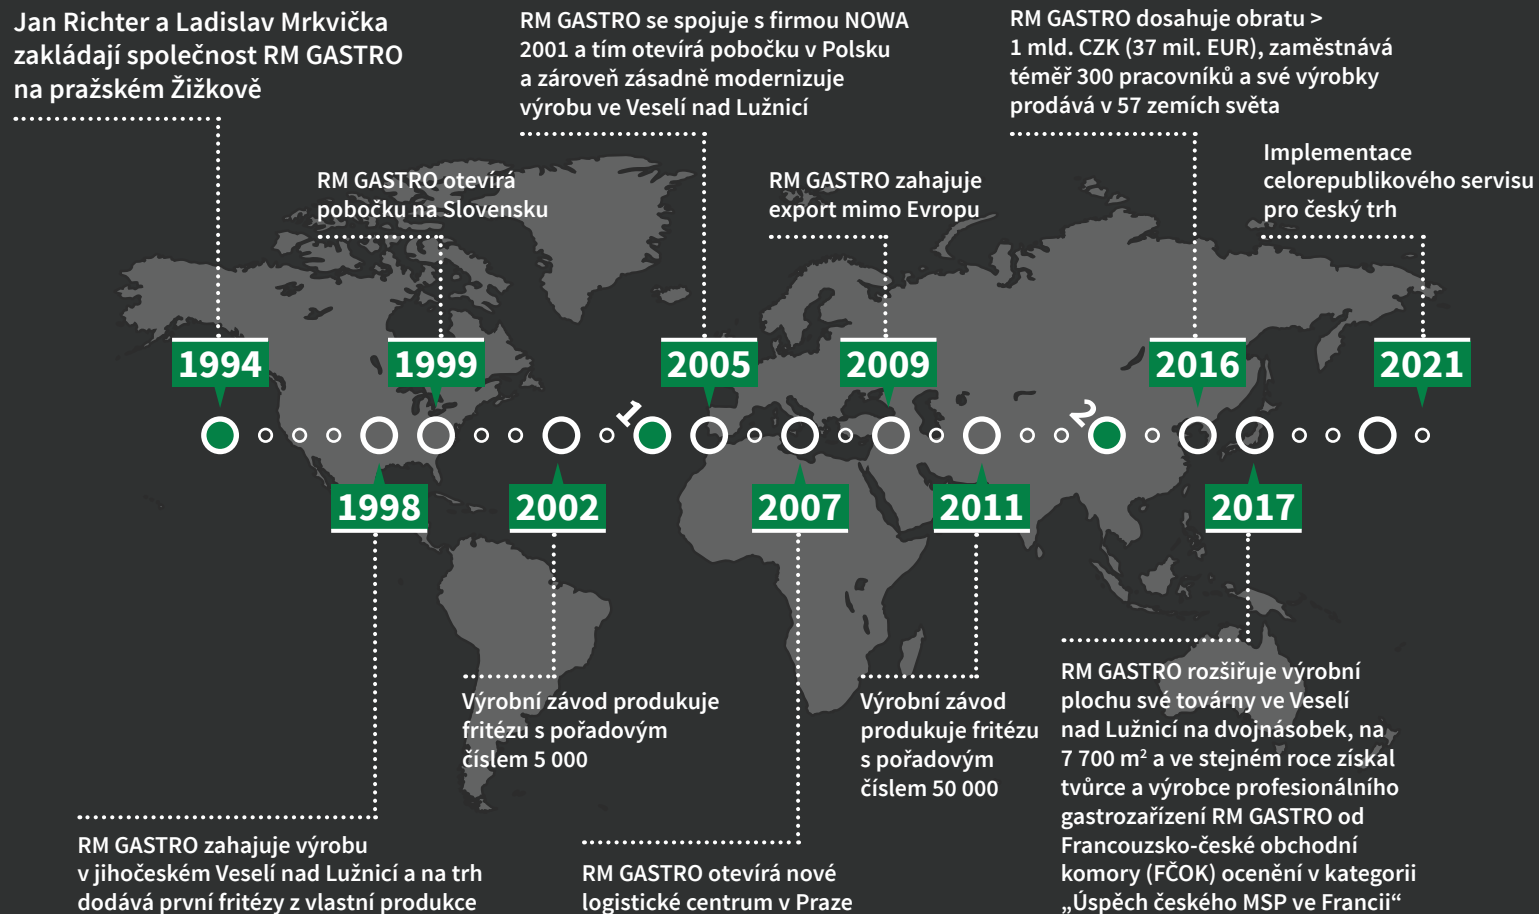 Jan Richter a Ladislav Mrkvička
zakládají společnost RM GASTRO
na pražském Žižkově
RM GASTRO se spojuje s firmou NOWA
2001 a tím otevírá pobočku v Polsku
a zároveň zásadně modernizuje
výrobu ve Veselí nad Lužnicí
RM GASTRO dosahuje obratu >
1 mld. CZK (37 mil. EUR), zaměstnává
téměř 300 pracovníků a své výrobky
prodává v 57 zemích světa
RM GASTRO otevírá
pobočku na Slovensku
RM GASTRO zahajuje
export mimo Evropu
Implementace
celorepublikového servisu
pro český trh
1994
1999
2005
2009
2016
2021
1
2
1998
2002
2007
2011
2017
Výrobní závod produkuje
fritézu s pořadovým
číslem 5 000
Výrobní závod
produkuje fritézu
s pořadovým
číslem 50 000
RM GASTRO rozšiřuje výrobní
plochu své továrny ve Veselí
nad Lužnicí na dvojnásobek, na
7 700 m² a ve stejném roce získal
tvůrce a výrobce profesionálního
gastrozařízení RM GASTRO od
Francouzsko-české obchodní
komory (FČOK) ocenění v kategorii
„Úspěch českého MSP ve Francii“
RM GASTRO zahajuje výrobu
v jihočeském Veselí nad Lužnicí a na trh
dodává první fritézy z vlastní produkce
RM GASTRO otevírá nové
logistické centrum v Praze